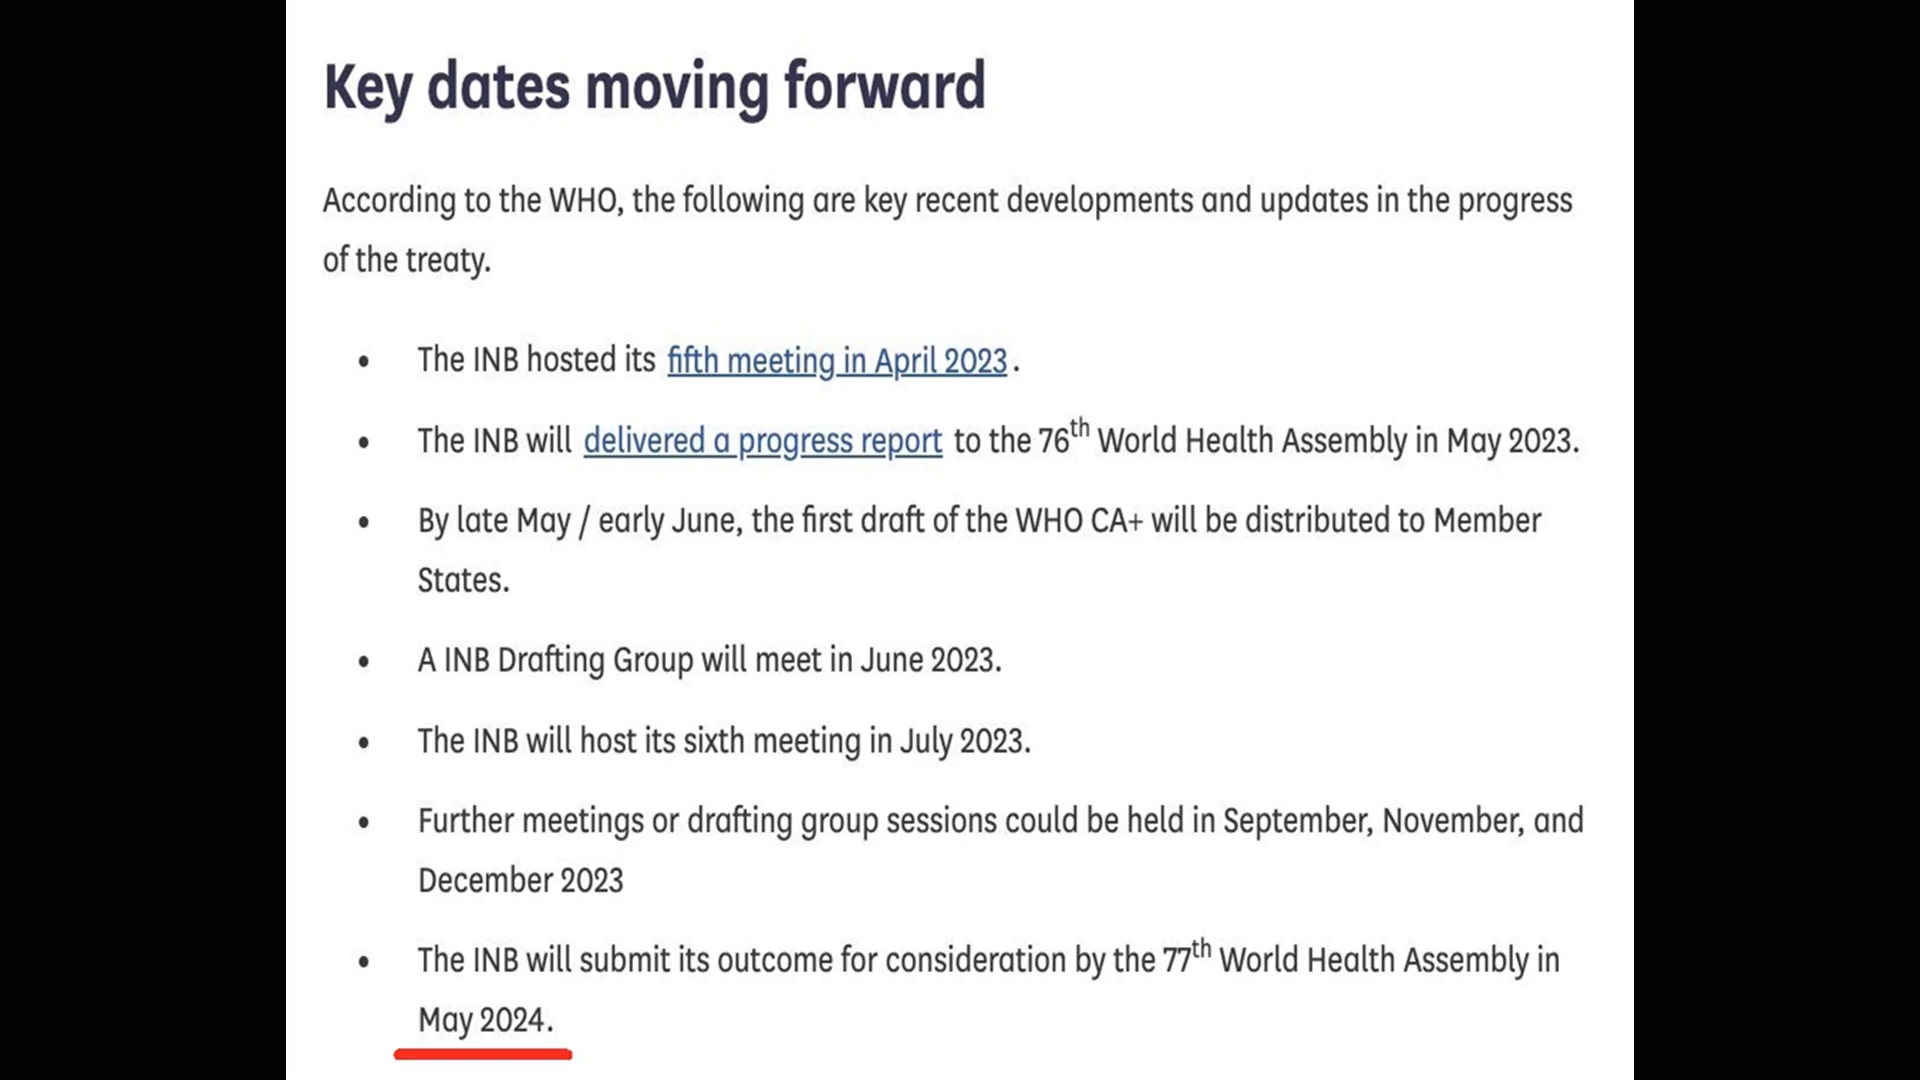 Key dates moving forward
According to the WHO, the following are key recent developments and updates in the progress
of the treaty.
• The INB hosted its fifth meeting in April 2023 .
• The INB will delivered a progress report to the 76th World Health Assembly in May 2023.
• By late May / early June, the first draft of the WHO CA+ will be distributed to Member
States.
• A INB Drafting Group will meet in June 2023.
• The INB will host its sixth meeting in July 2023.
• Further meetings or drafting group sessions could be held in September, November, and
December 2023
• The INB will submit its outcome for consideration by the 77th World Health Assembly in
May 2024.